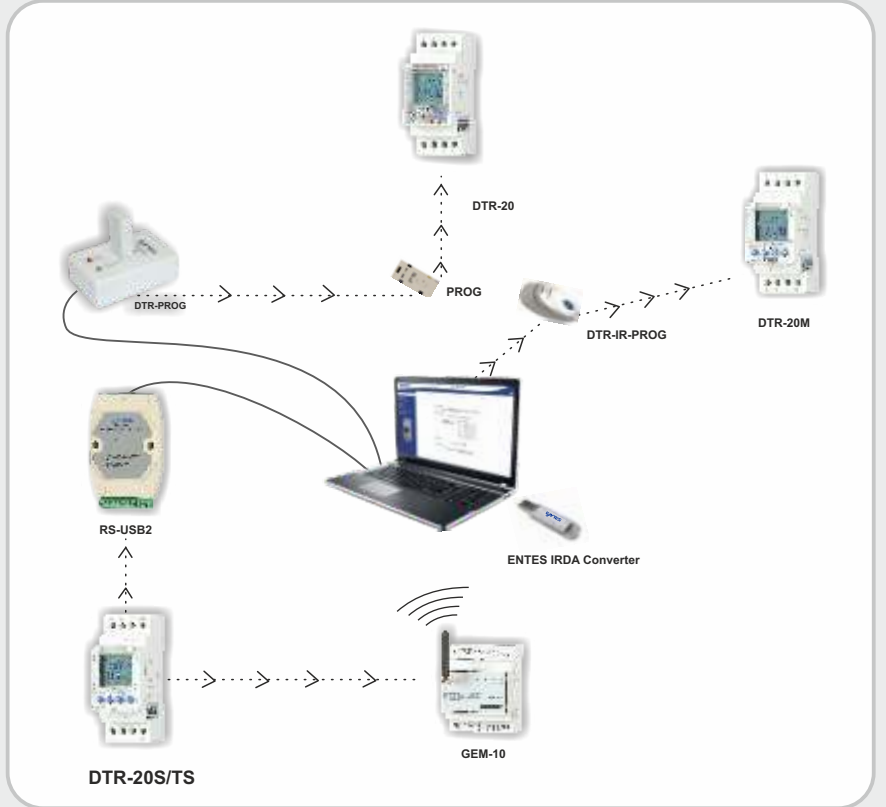 DTR-20
DTR-PROG
PROG
DTR-20M
DTR-IR-PROG
RS-USB2
ENTES IRDA Converter
GEM-10
DTR-20S/TS